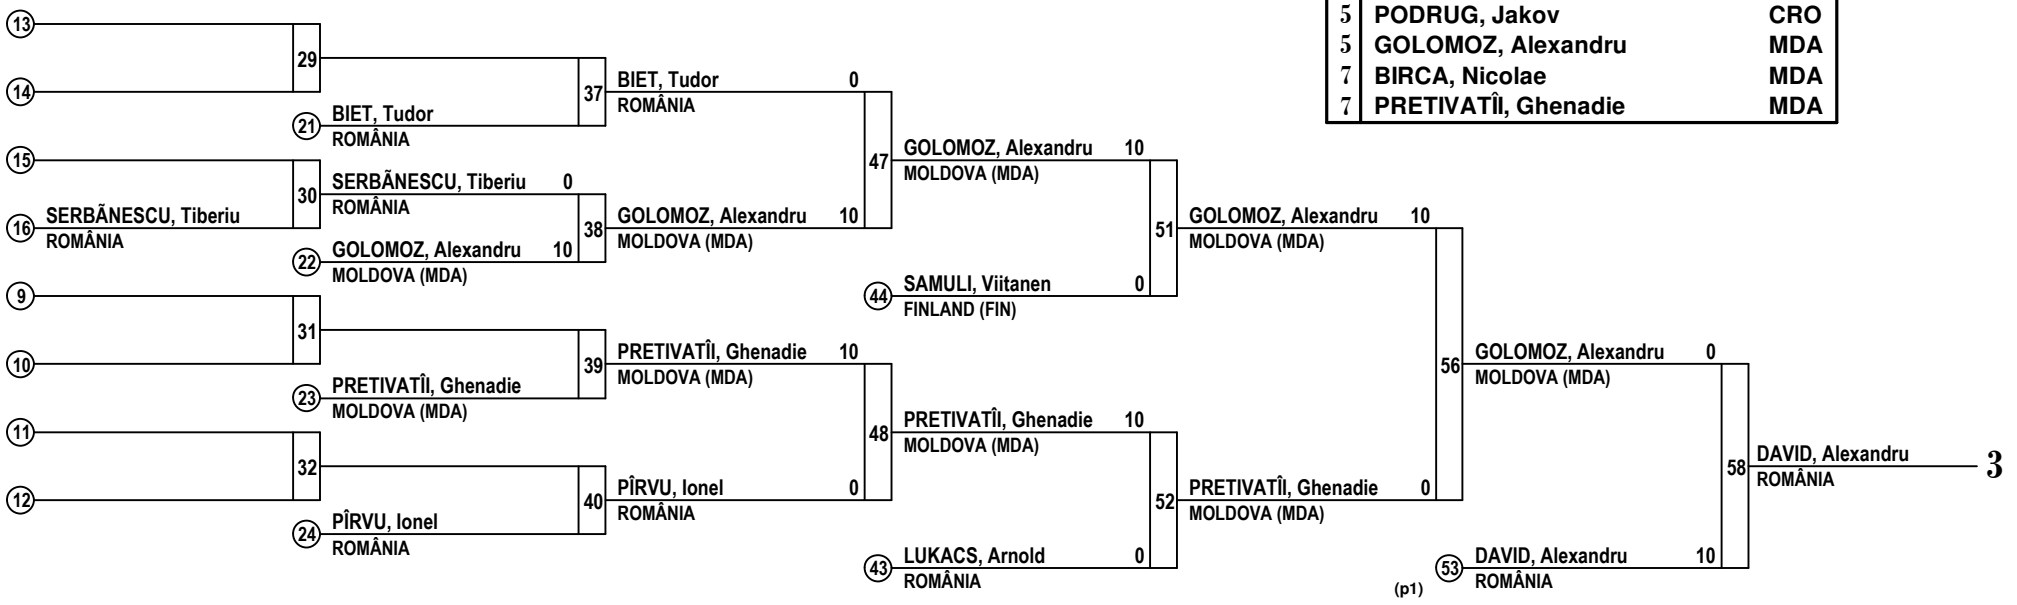 5 PODRUG, Jakov CRO
5 GOLOMOZ, Alexandru MDA
7 BIRCA, Nicolae MDA
7 PRETIVATÎI, Ghenadie MDA
13
29
14
21 BIET, Tudor
ROMÂNIA
37 BIET, Tudor 0
ROMÂNIA
15
30 SERBÃNESCU, Tiberiu 0
ROMÂNIA
16 SERBÃNESCU, Tiberiu
ROMÂNIA
22 GOLOMOZ, Alexandru 10
MOLDOVA (MDA)
38 GOLOMOZ, Alexandru 10
MOLDOVA (MDA)
47 GOLOMOZ, Alexandru 10
MOLDOVA (MDA)
44 SAMULI, Viitanen 0
FINLAND (FIN)
51 GOLOMOZ, Alexandru 10
MOLDOVA (MDA)
9
31
10
23 PRETIVATÎI, Ghenadie
MOLDOVA (MDA)
39 PRETIVATÎI, Ghenadie 10
MOLDOVA (MDA)
11
32
12
24 PÎRVU, Ionel
ROMÂNIA
40 PÎRVU, Ionel 0
ROMÂNIA
48 PRETIVATÎI, Ghenadie 10
MOLDOVA (MDA)
43 LUKACS, Arnold 0
ROMÂNIA
52 PRETIVATÎI, Ghenadie 0
MOLDOVA (MDA)
56 GOLOMOZ, Alexandru 0
MOLDOVA (MDA)
(p1)
53 DAVID, Alexandru 10
ROMÂNIA
58 DAVID, Alexandru 3
ROMÂNIA